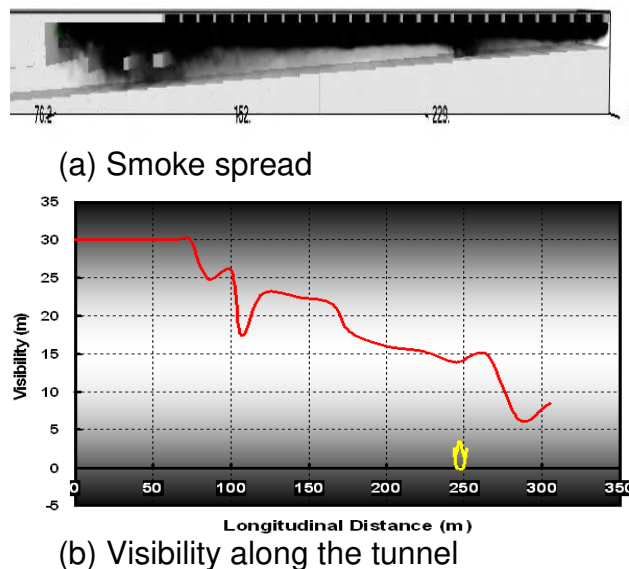 76.2 152. 229.
(a) Smoke spread
35
30
25
20
15
10
5
0
-5
Visibility (m)
0 50 100 150 200 250 300 350
Longitudinal Distance (m)
(b) Visibility along the tunnel